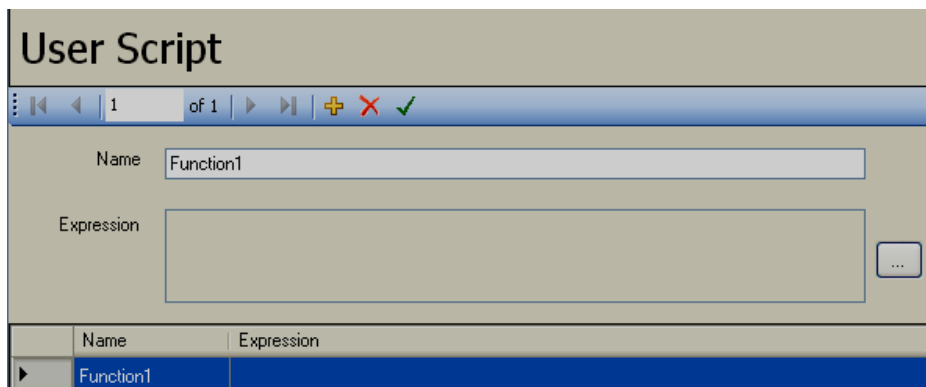 User Script
1 of 1
Name Function1
Expression
...
Name Expression
Function1